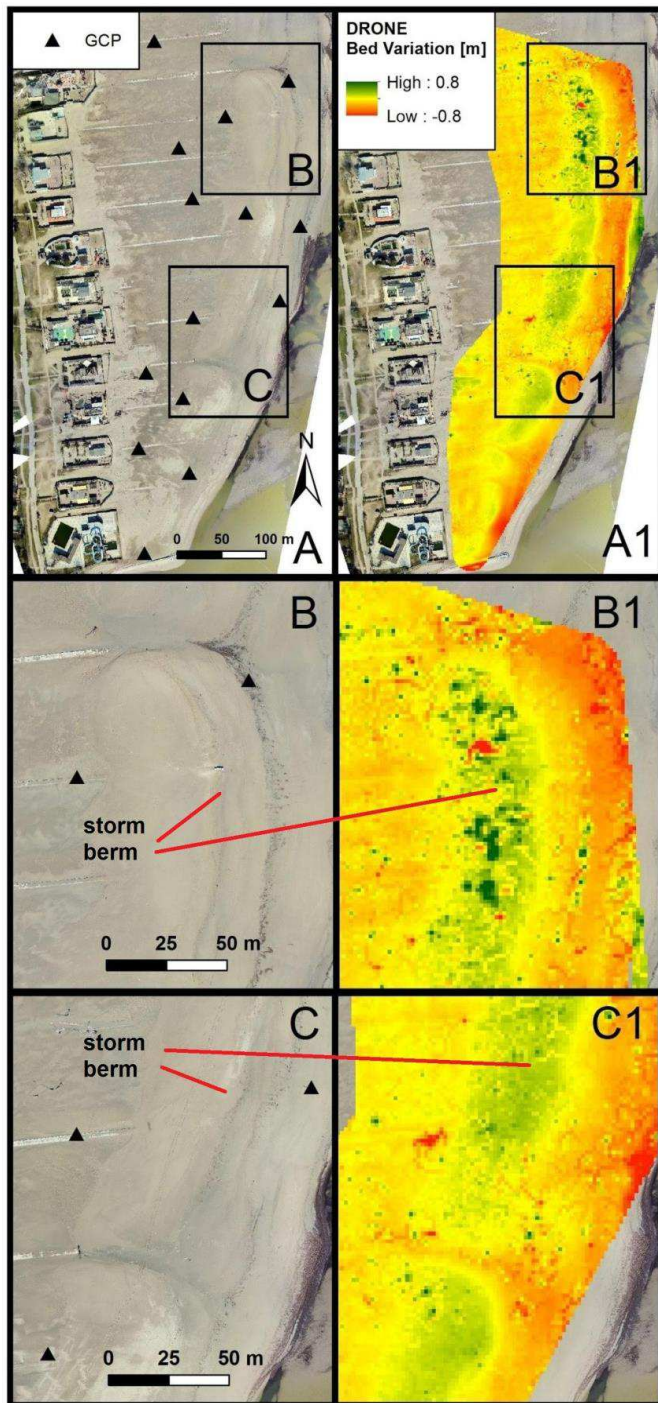 GCP
DRONE
Bed Variation [m]
High : 0.8
Low : -0.8
B
B1
C
C1
N
0 50 100 m
A
A1
B
B1
storm
berm
0 25 50 m
C
C1
storm
berm
0 25 50 m